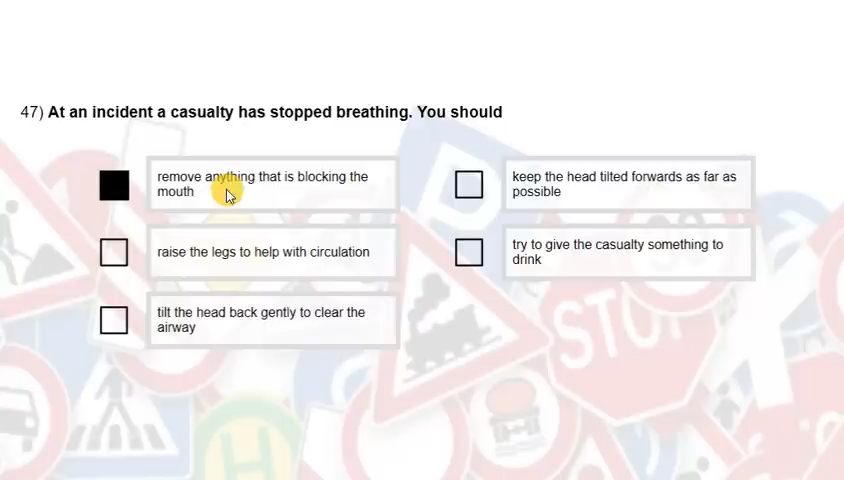 47) At an incident a casualty has stopped breathing. You should
remove anything that is blocking the
mouth
keep the head tilted forwards as far as
possible
raise the legs to help with circulation
try to give the casualty something to
drink
tilt the head back gently to clear the
airway
STOP